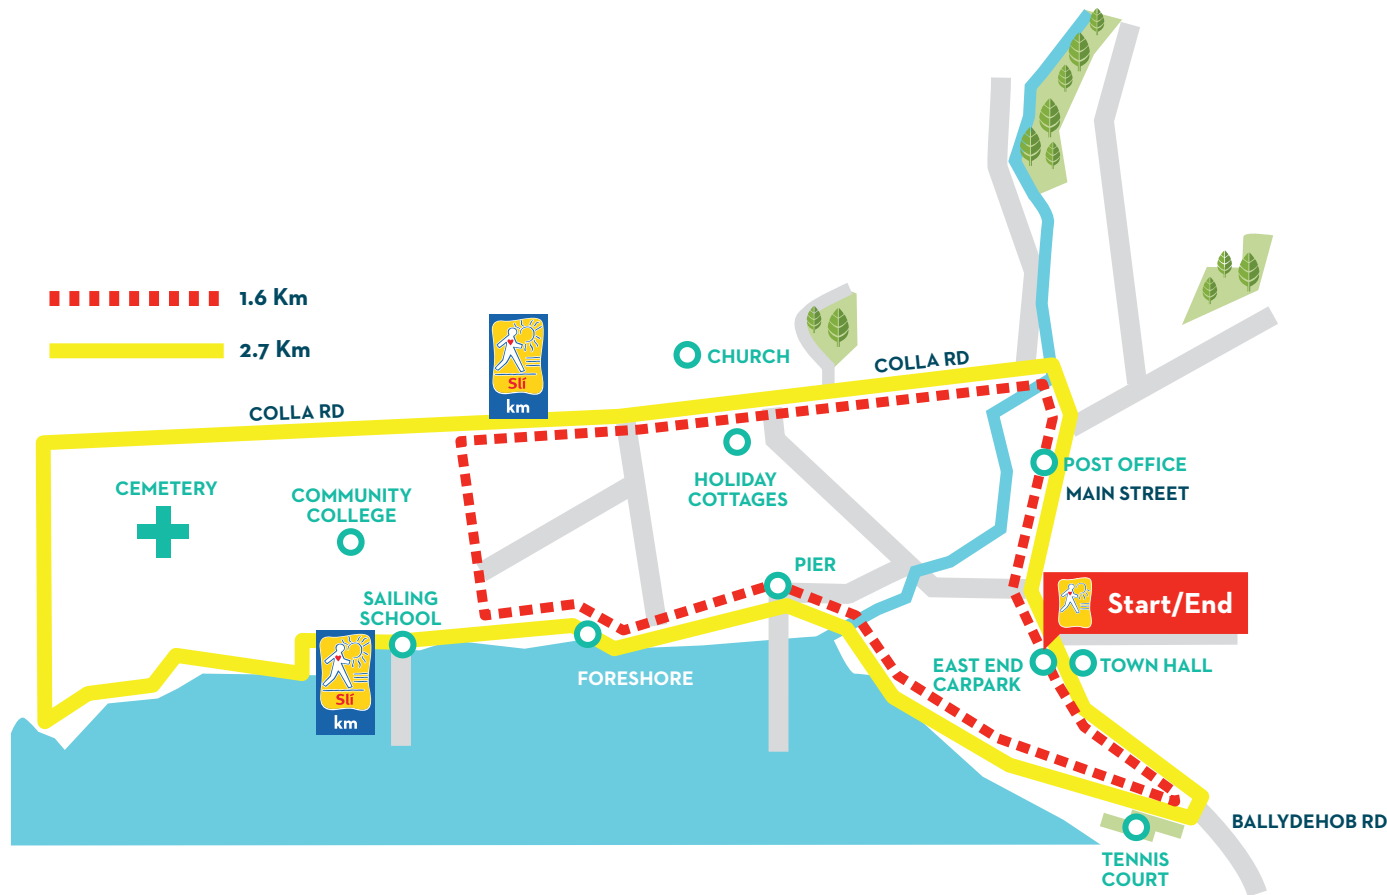 1.6 Km
2.7 Km
Slí
km
CHURCH
COLLA RD
COLLA RD
POST OFFICE
MAIN STREET
HOLIDAY
COTTAGES
CEMETERY
COMMUNITY
COLLEGE
PIER
SAILING
SCHOOL
Start/End
EAST END
CARPARK
TOWN HALL
FORESHORE
Slí
km
BALLYDEHOB RD
TENNIS
COURT